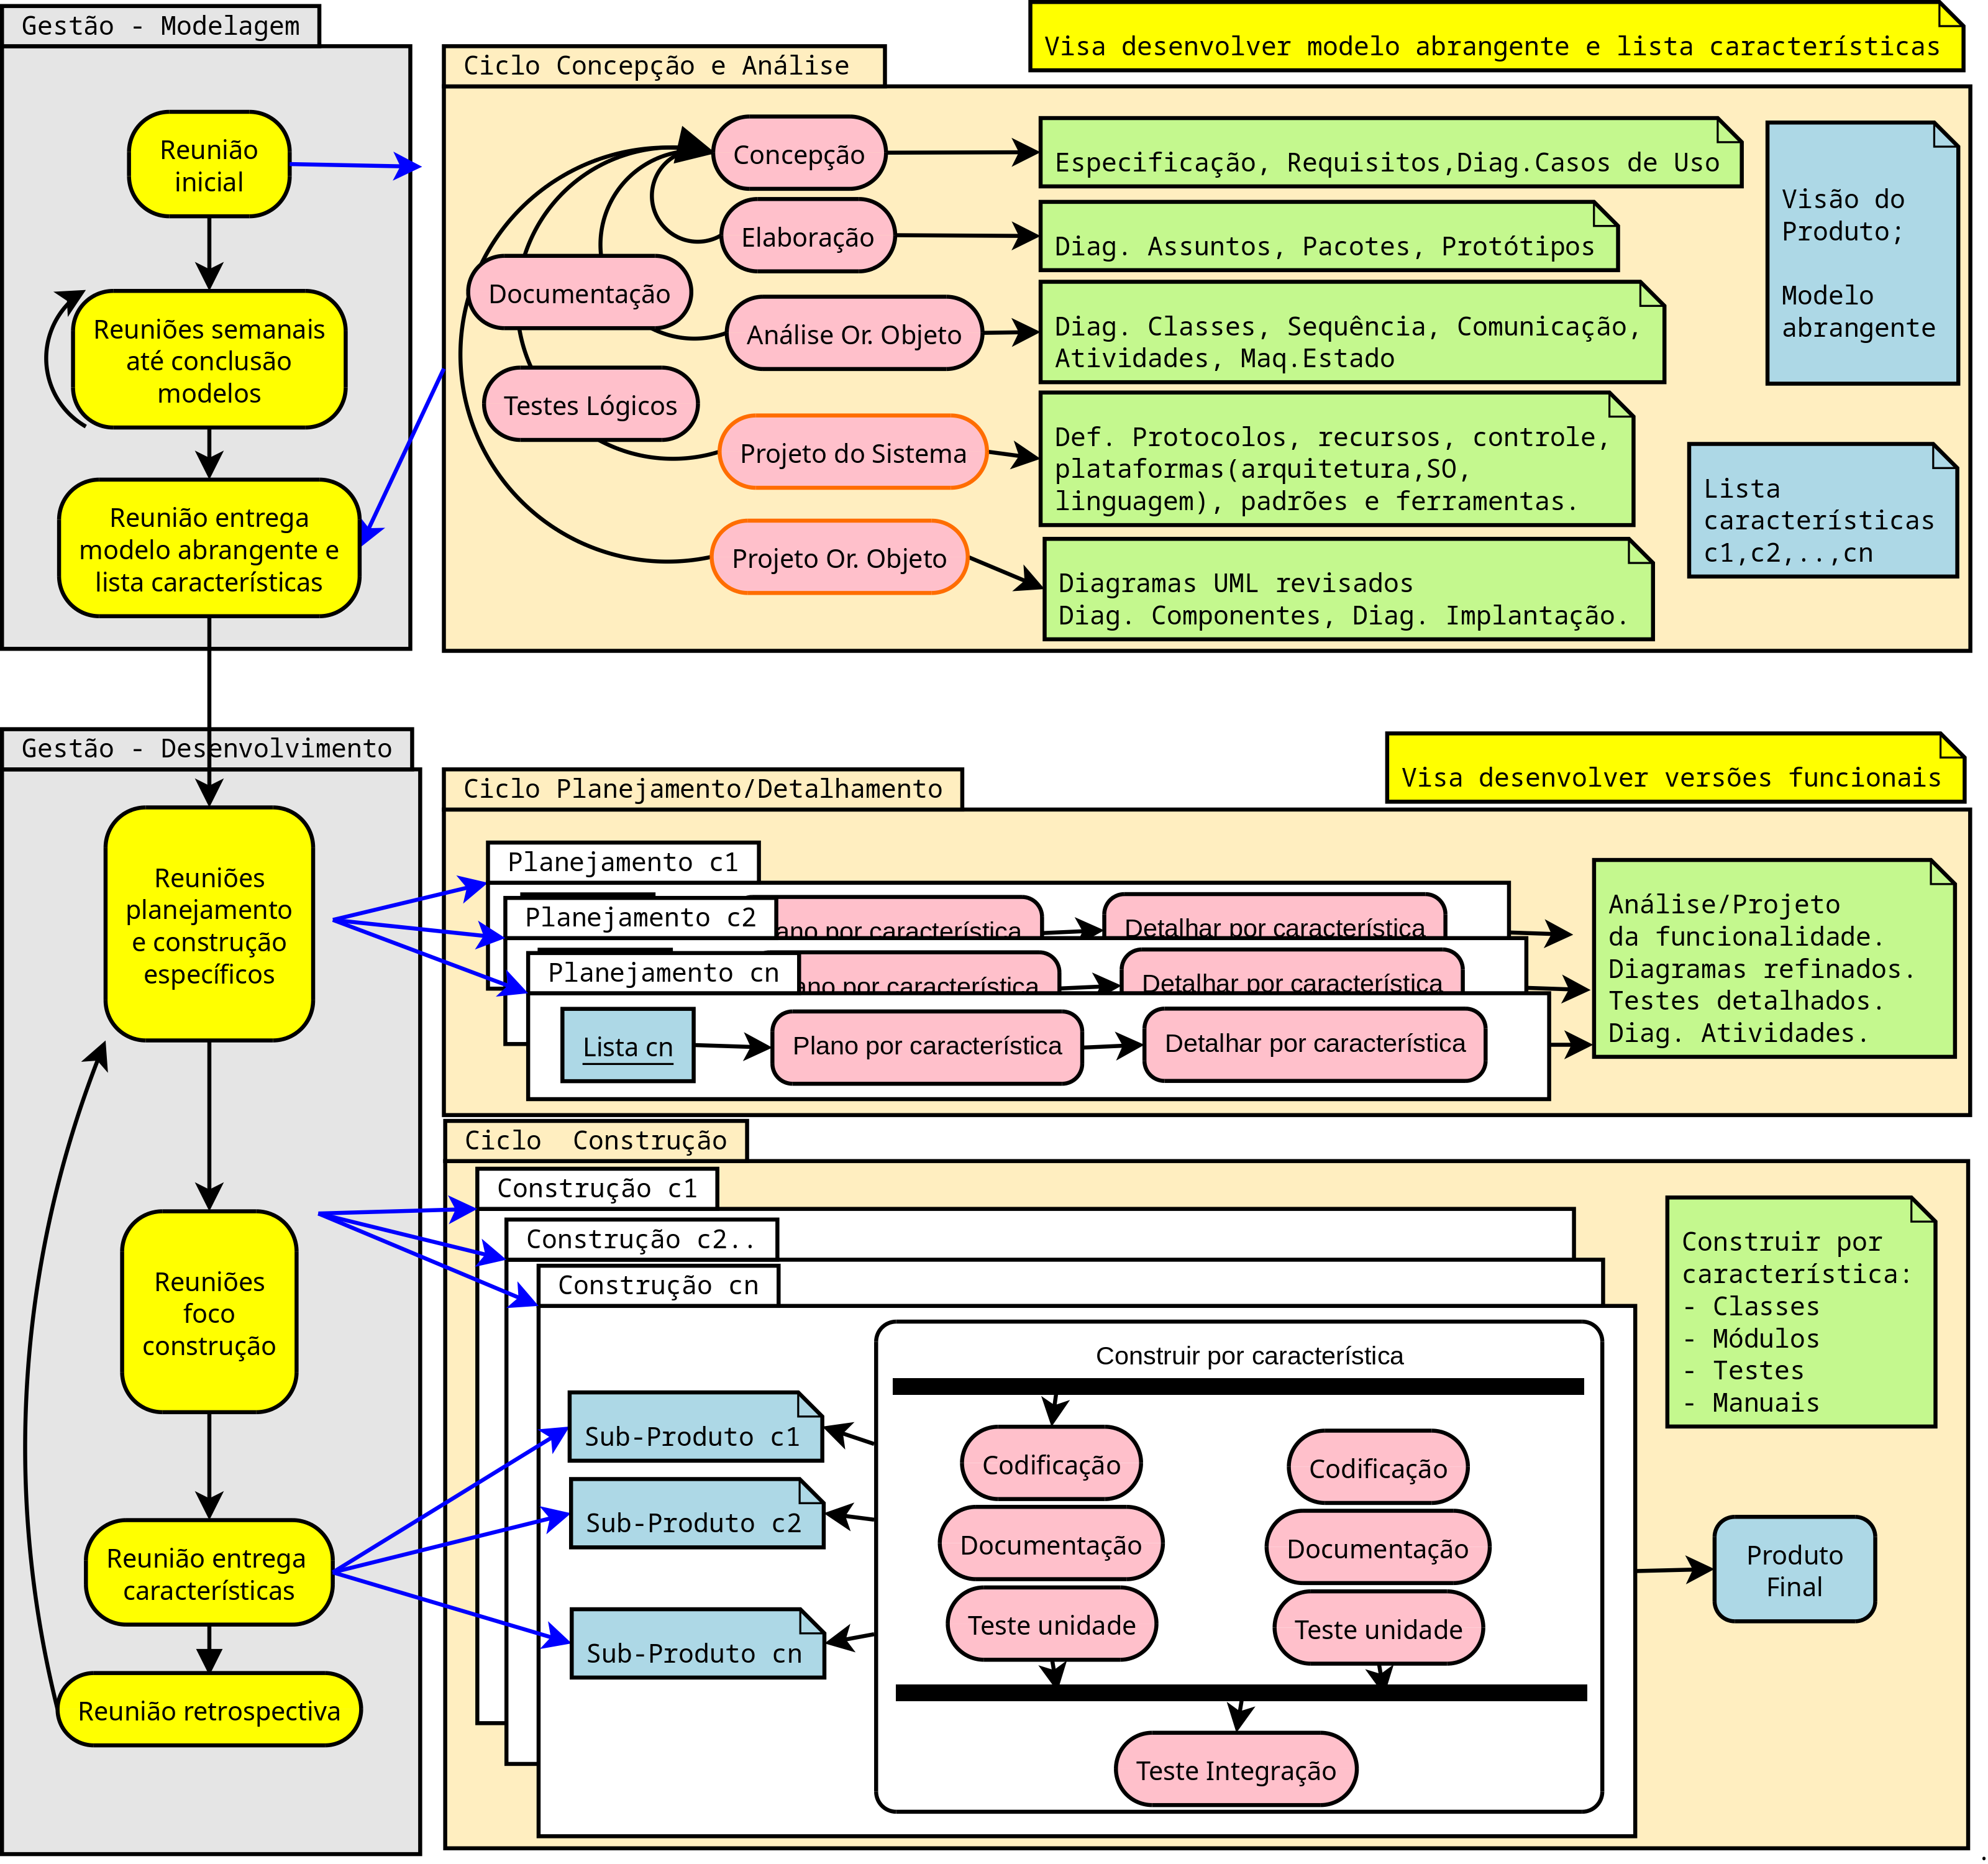 Gestão - Modelagem
Reunião
inicial
Reuniões semanais
até conclusão
modelos
Reunião entrega
modelo abrangente e
lista características
Visa desenvolver modelo abrangente e lista características
Ciclo Concepção e Análise
Concepção
Especificação, Requisitos,Diag.Casos de Uso
Elaboração
Diag. Assuntos, Pacotes, Protótipos
Documentação
Análise Or. Objeto
Diag. Classes, Sequência, Comunicação,
Atividades, Maq.Estado
Testes Lógicos
Projeto do Sistema
Def. Protocolos, recursos, controle,
plataformas(arquitetura,SO,
linguagem), padrões e ferramentas.
Projeto Or. Objeto
Diagramas UML revisados
Diag. Componentes, Diag. Implantação.
Visão do
Produto;
Modelo
abrangente
Lista
características
c1,c2,..,cn
Gestão - Desenvolvimento
Reuniões
planejamento
e construção
específicos
Reuniões
foco
construção
Reunião entrega
características
Reunião retrospectiva
Visa desenvolver versões funcionais
Ciclo Planejamento/Detalhamento
Planejamento c1
ano por característica
Detalhar por característica
Planejamento c2
ano por característica
Detalhar por característica
Planejamento cn
Lista cn
Plano por característica
Detalhar por característica
Análise/Projeto
da funcionalidade.
Diagramas refinados.
Testes detalhados.
Diag. Atividades.
Ciclo  Construção
Construção c1
Construção c2..
Construção cn
Construir por característica
Sub-Produto c1
Sub-Produto c2
Sub-Produto cn
Codificação
Documentação
Teste unidade
Codificação
Documentação
Teste unidade
Teste Integração
Construir por
característica:
- Classes
- Módulos
- Testes
- Manuais
Produto
Final